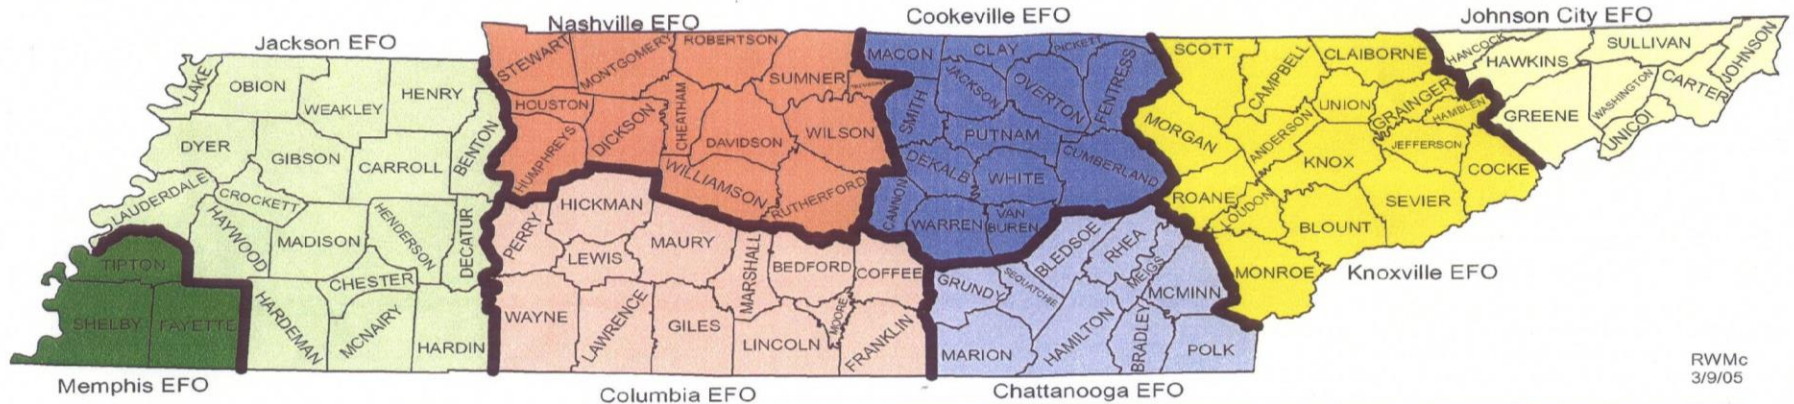 Jackson EFO
Nashville EFO
Cookeville EFO
Johnson City EFO
LAKE
OBION
WEAKLEY
HENRY
DYER
GIBSON
CARROLL
BENTON
LAUDERDALE
CROCKETT
HAYWOOD
MADISON
HENDERSON
DECATUR
CHESTER
HARDEMAN
MCNAIRY
HARDIN
TIPTON
SHELBY
FAYETTE
Memphis EFO
STEWART
MONTGOMERY
ROBERTSON
SUMNER
HOUSTON
HUMPHREYS
DICKSON
CHEATHAM
DAVIDSON
WILSON
WILLIAMSON
RUTHERFORD
PERRY
HICKMAN
LEWIS
MAURY
MARSHALL
BEDFORD
COFFEE
WAYNE
LAWRENCE
GILES
LINCOLN
MOORE
FRANKLIN
Columbia EFO
MACON
CLAY
PICKETT
JACKSON
OVERTON
FENTRESS
SMITH
PUTNAM
DEKALB
WHITE
CUMBERLAND
CANNON
WARREN
VAN
BUREN
GRUNDY
SEQUATCHIE
BLEDSOE
RHEA
MEIGS
MCMINN
MARION
HAMILTON
BRADLEY
POLK
Chattanooga EFO
SCOTT
CAMPBELL
CLAIBORNE
MORGAN
ANDERSON
UNION
GRAINGER
HAMBLEN
KNOX
JEFFERSON
COCKE
ROANE
LOUDON
BLOUNT
SEVIER
MONROE
Knoxville EFO
HANCOCK
HAWKINS
SULLIVAN
JOHNSON
GREENE
WASHINGTON
CARTER
UNICOI
RWMc
3/9/05